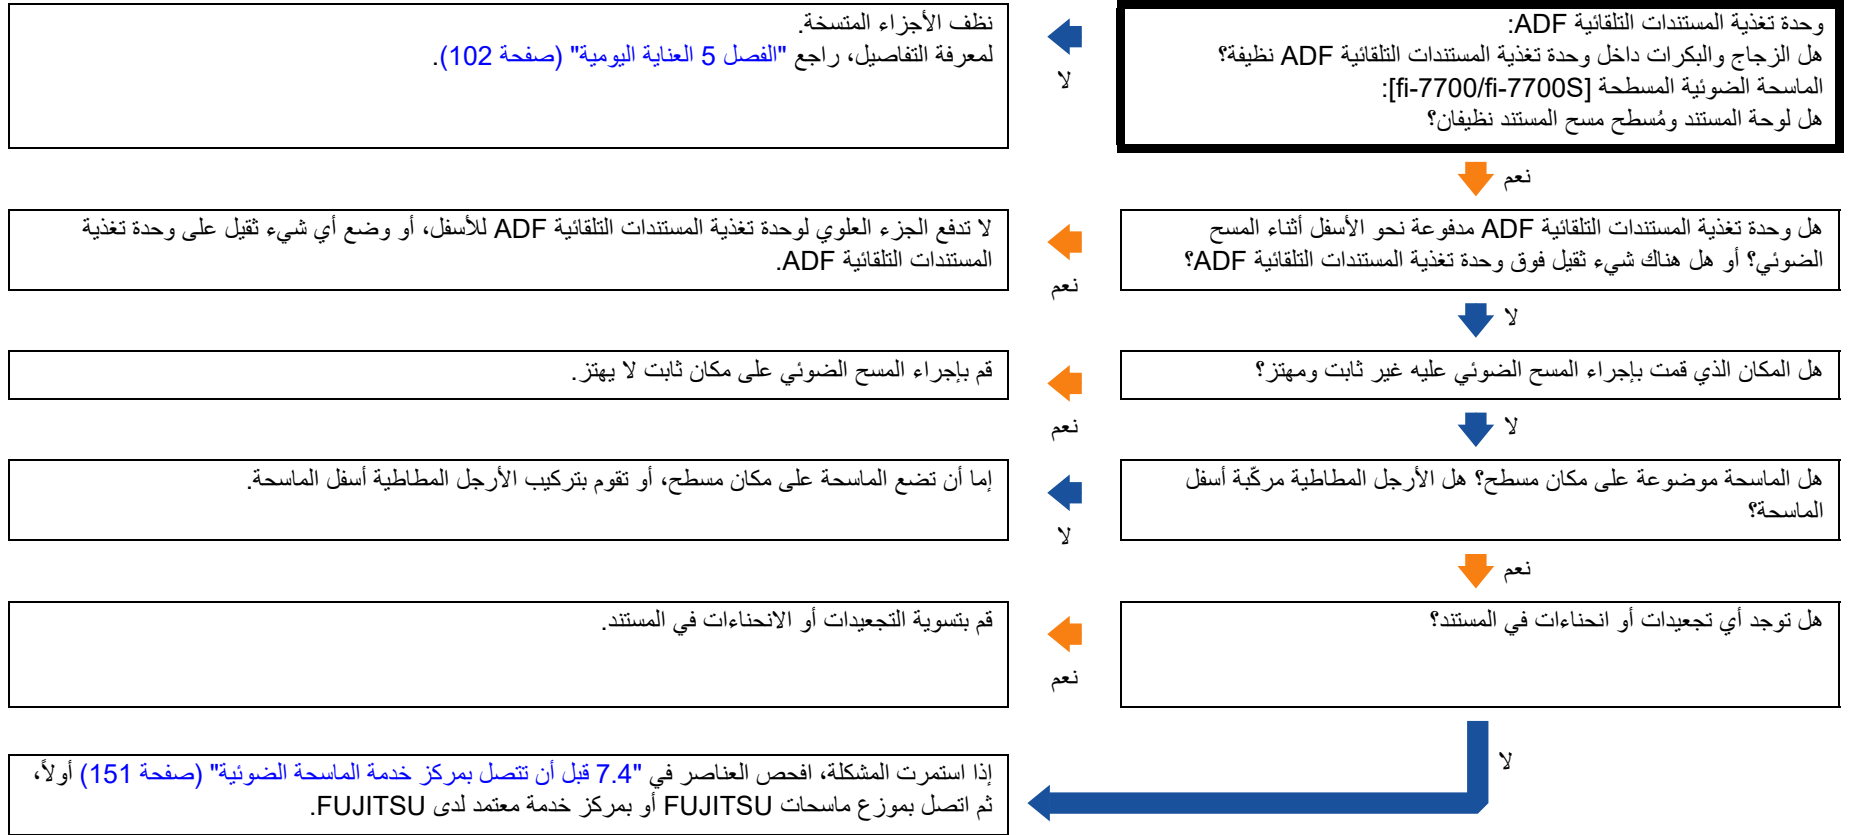 وحدة تغذية المستندات التلقائية ADF:
هل الزجاج والبكرات داخل وحدة تغذية المستندات التلقائية ADF نظيفة؟
الماسحة الضوئية المسطحة [fi-7700/fi-7700S]:
هل لوحة المستند ومُسطح مسح المستند نظيفان؟
لا
نظف الأجزاء المتسخة.
لمعرفة التفاصيل، راجع "الفصل 5 العناية اليومية" (صفحة 102).
نعم
هل وحدة تغذية المستندات التلقائية ADF مدفوعة نحو الأسفل أثناء المسح
الضوئي؟ أو هل هناك شيء ثقيل فوق وحدة تغذية المستندات التلقائية ADF؟
نعم
لا تدفع الجزء العلوي لوحدة تغذية المستندات التلقائية ADF للأسفل، أو وضع أي شيء ثقيل على وحدة تغذية
المستندات التلقائية ADF.
لا
هل المكان الذي قمت بإجراء المسح الضوئي عليه غير ثابت ومهتز؟
نعم
قم بإجراء المسح الضوئي على مكان ثابت لا يهتز.
لا
هل الماسحة موضوعة على مكان مسطح؟ هل الأرجل المطاطية مركّبة أسفل
الماسحة؟
لا
إما أن تضع الماسحة على مكان مسطح، أو تقوم بتركيب الأرجل المطاطية أسفل الماسحة.
نعم
هل توجد أي تجعيدات أو انحناءات في المستند؟
نعم
قم بتسوية التجعيدات أو الانحناءات في المستند.
لا
إذا استمرت المشكلة، افحص العناصر في "7.4 قبل أن تتصل بمركز خدمة الماسحة الضوئية" (صفحة 151) أولاً،
ثم اتصل بموزع ماسحات FUJITSU أو بمركز خدمة معتمد لدى FUJITSU.